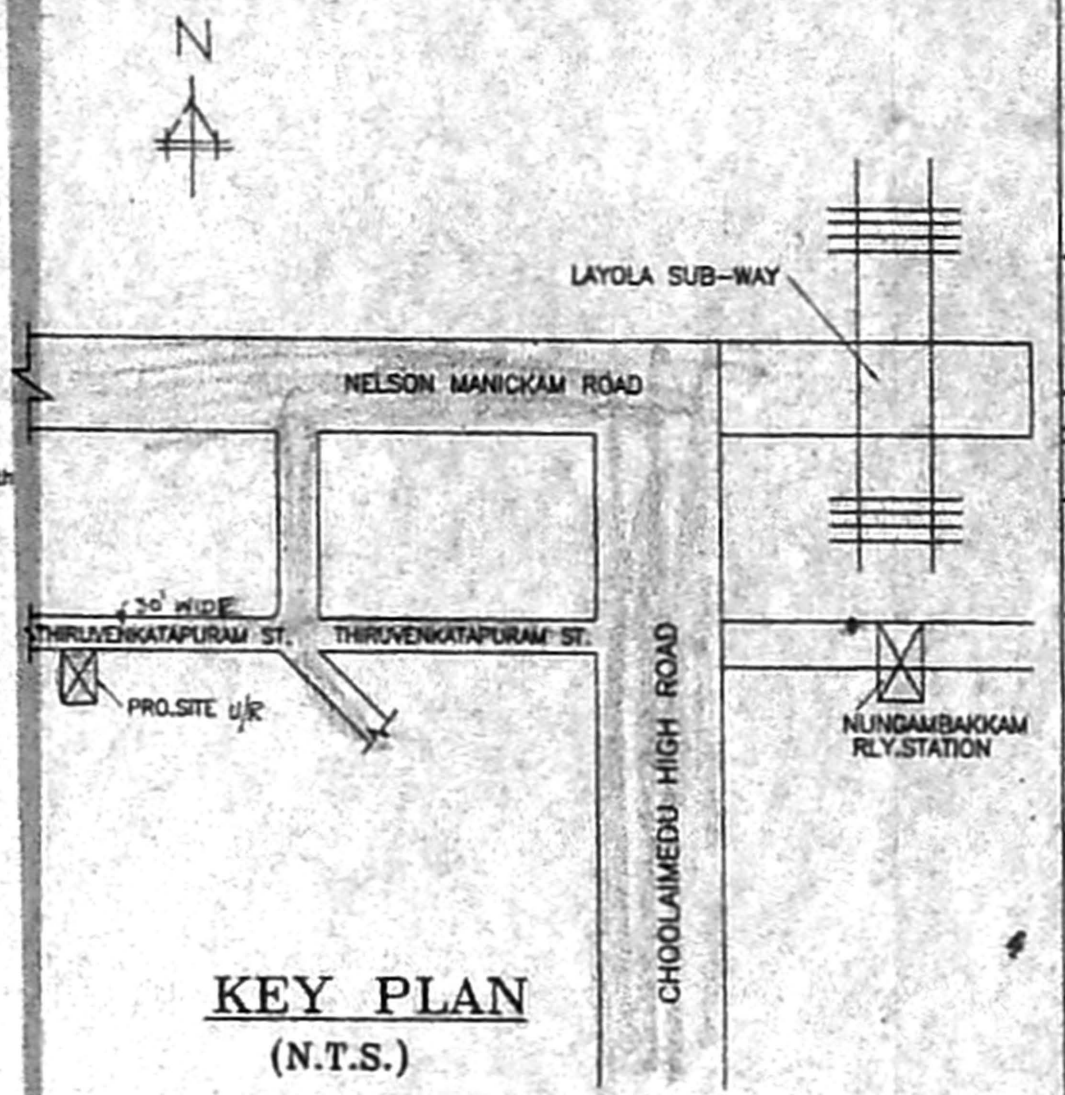 N
LAYOLA SUB-WAY
NELSON MANICKAM ROAD
30' WIDE
THIRUVENKATAPURAM ST.
THIRUVENKATAPURAM ST.
PRO.SITE U/R
CHOOLAIMEDU HIGH ROAD
NUNGAMBAKKAM
RLY.STATION
KEY PLAN
(N.T.S.)